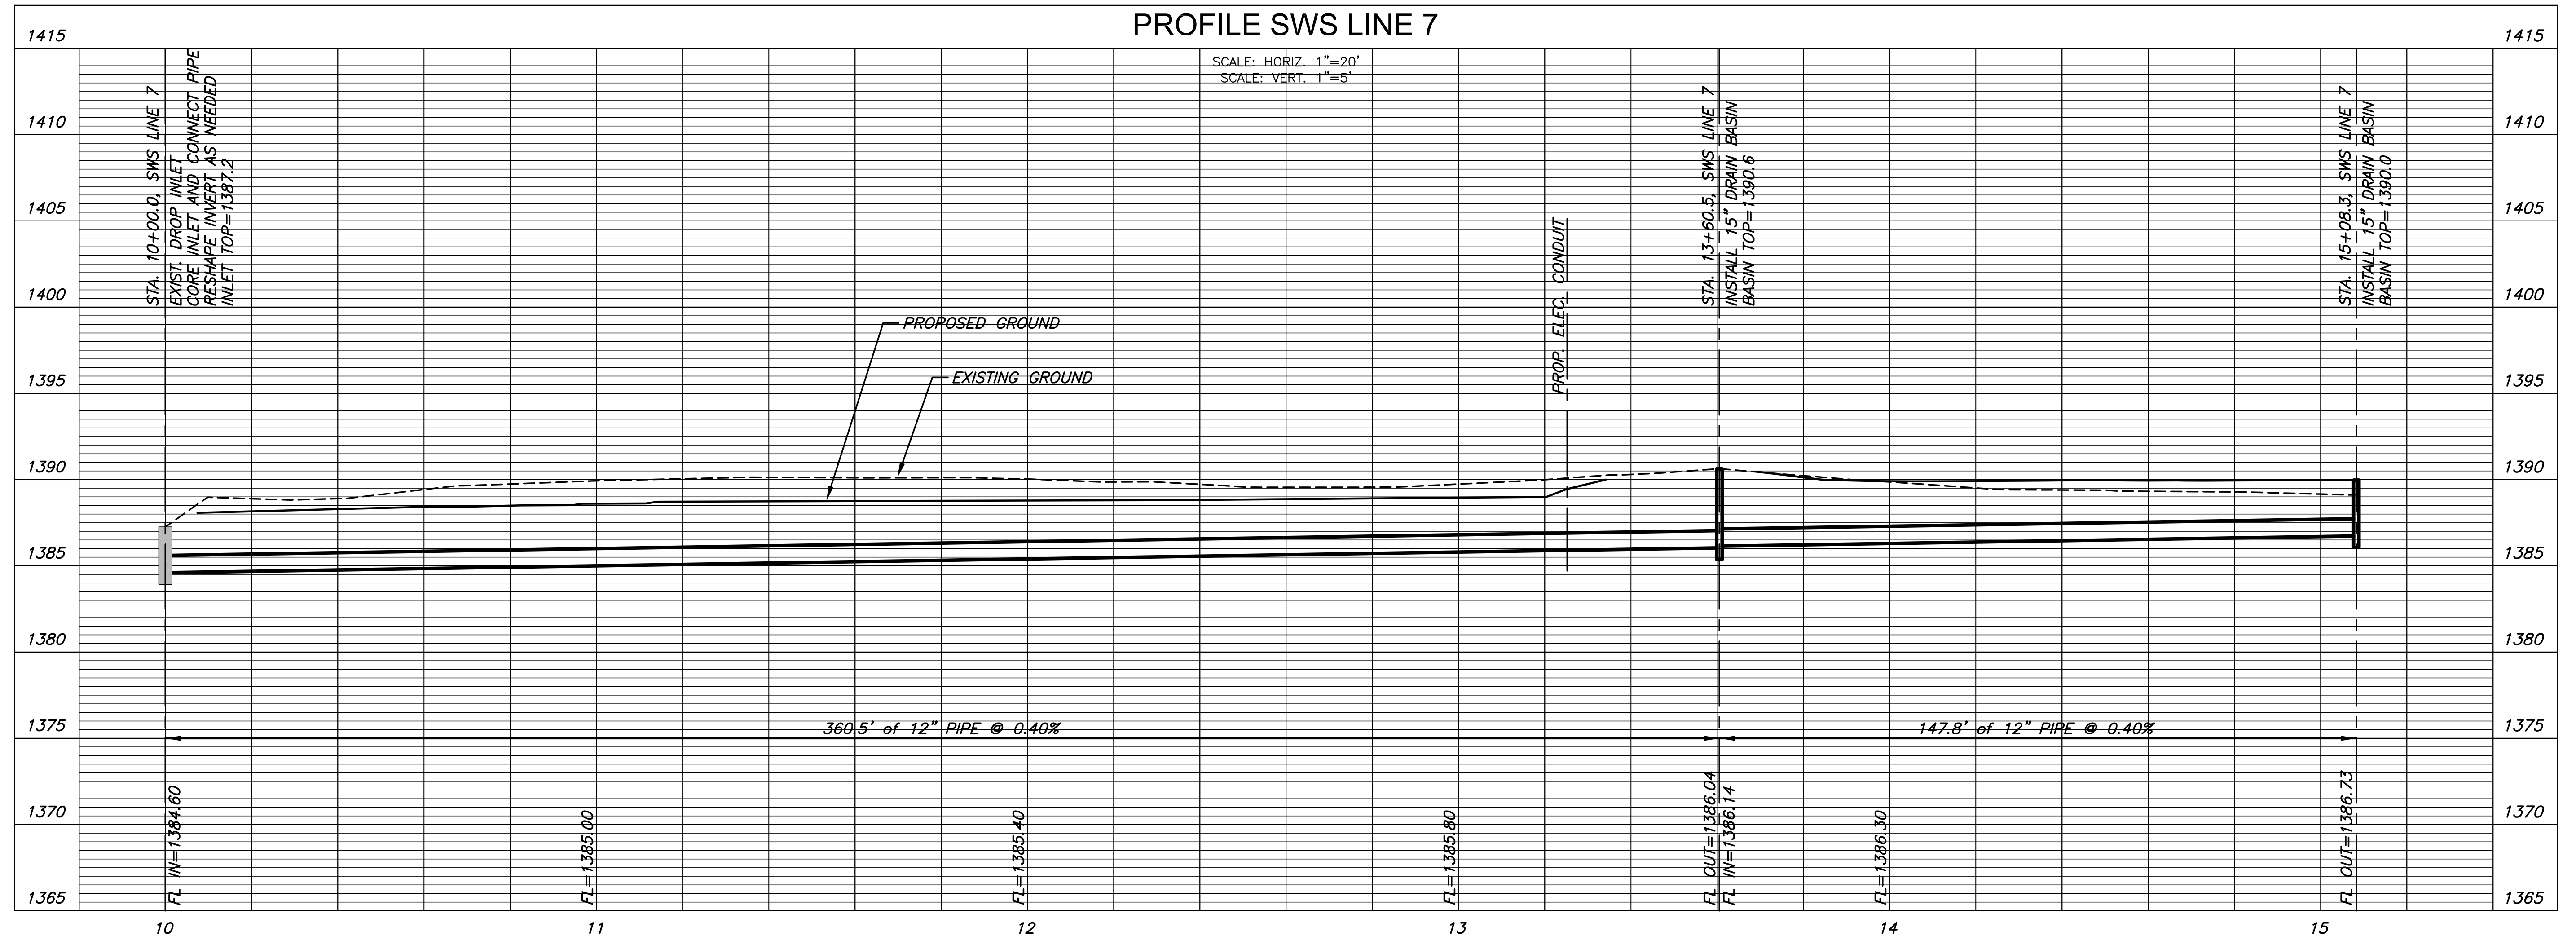 PROFILE SWS LINE 7
SCALE: HORIZ. 1"=20'
SCALE: VERT. 1"=5'
1415
1410
1405
1400
1395
1390
1385
1380
1375
1370
1365
1415
1410
1405
1400
1395
1390
1385
1380
1375
1370
1365
STA. 10+00.0, SWS LINE 7
EXIST. DROP INLET
CORE INLET AND CONNECT PIPE
RESHAPE INVERT AS NEEDED
INLET TOP=1387.2
PROPOSED GROUND
EXISTING GROUND
PROP. ELEC. CONDUIT
STA. 13+60.5, SWS LINE 7
INSTALL 15" DRAIN BASIN
BASIN TOP=1390.6
STA. 15+08.3, SWS LINE 7
INSTALL 15" DRAIN BASIN
BASIN TOP=1390.0
360.5' of 12" PIPE @ 0.40%
147.8' of 12" PIPE @ 0.40%
FL IN=1384.60
FL=1385.00
FL=1385.40
FL=1385.80
FL OUT=1386.04
FL IN=1386.14
FL=1386.30
FL OUT=1386.73
10
11
12
13
14
15